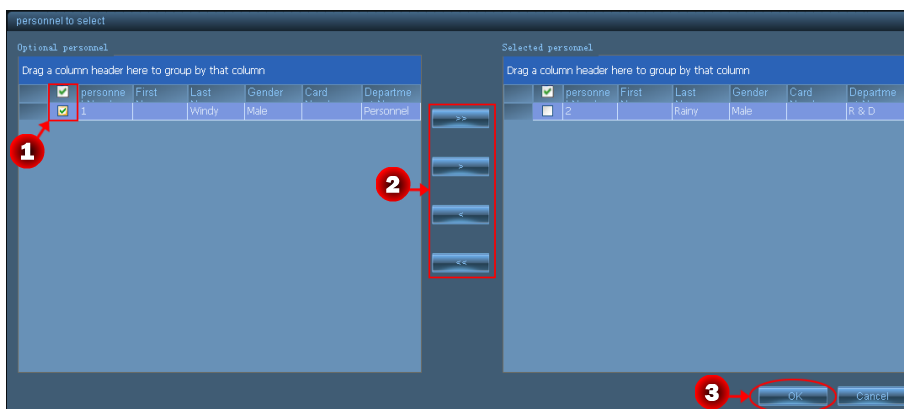 personnel to select
Optional personnel
Selected personnel
Drag a column header here to group by that column
Drag a column header here to group by that column
personne First Last Gender Card Departme
personne First Last Gender Card Departme
1 Windy Male Personnel
2 Rainy Male R & D
>>
1
>
2
<
<<
3
OK
Cancel